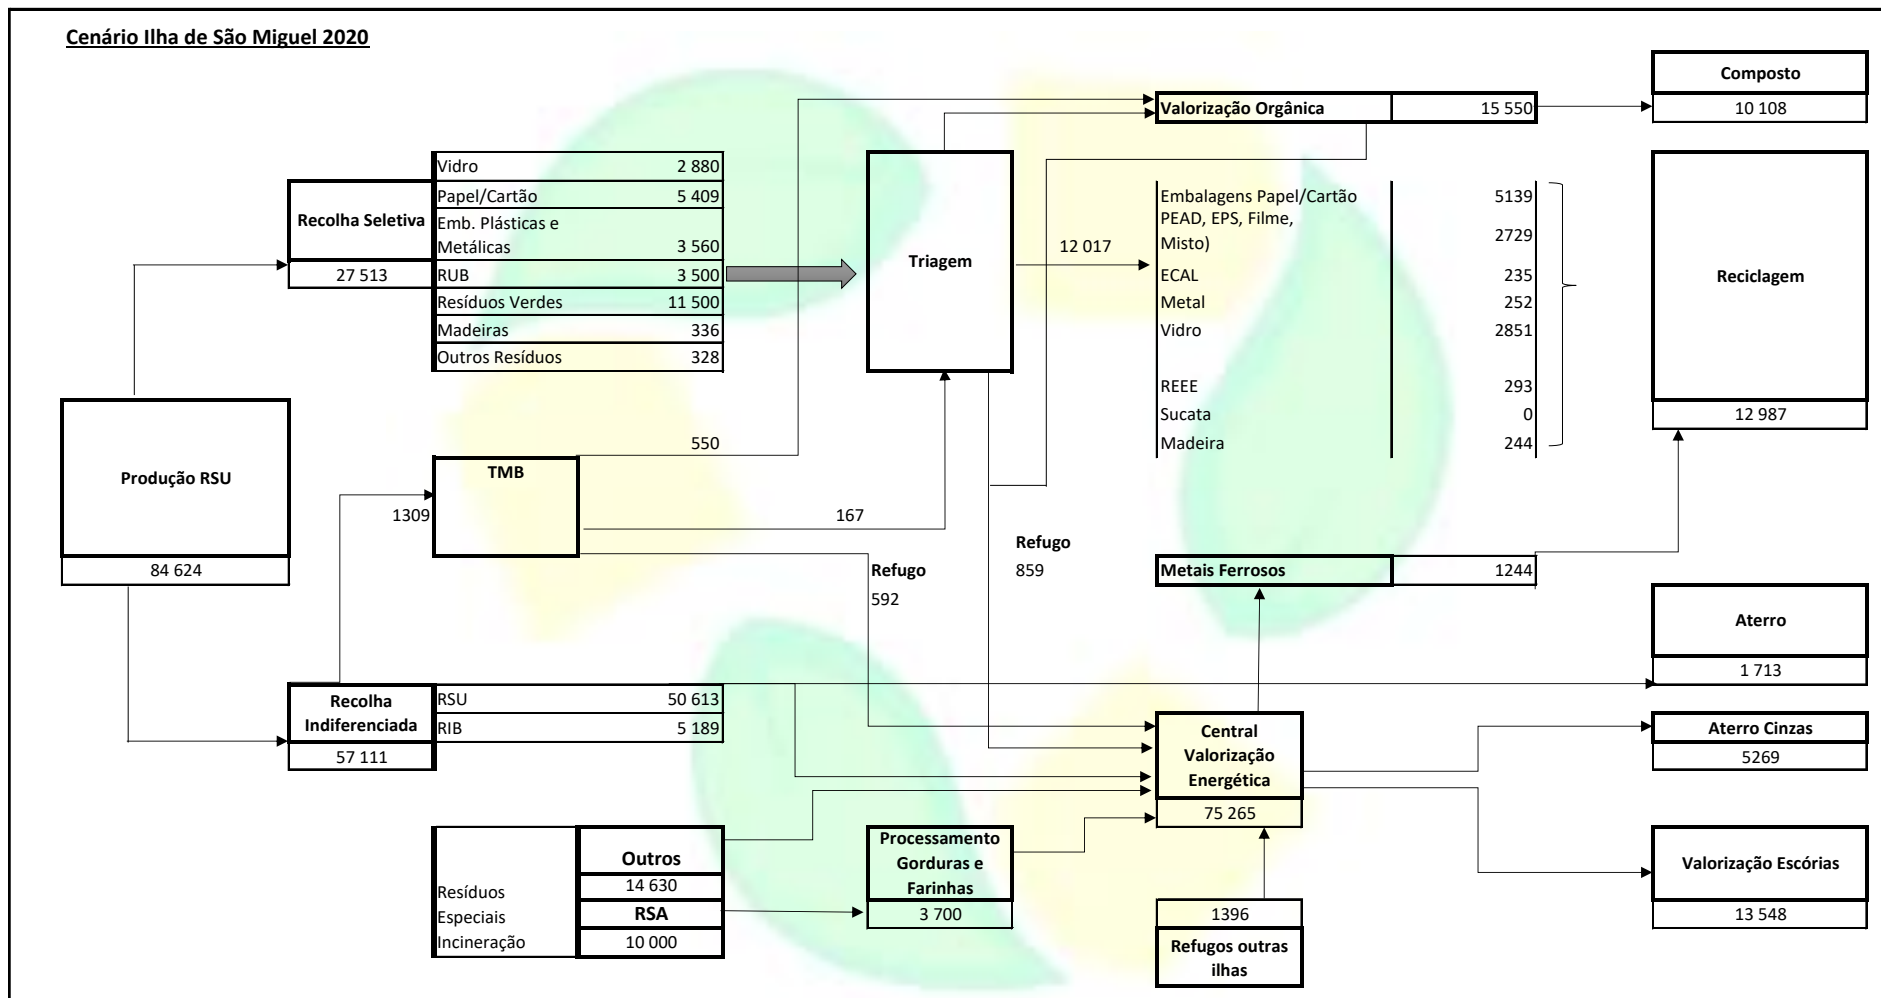 Cenário Ilha de São Miguel 2020
Composto
10 108
Valorização Orgânica 15 550
Vidro 2 880
Papel/Cartão 5 409
Emb. Plásticas e
Metálicas 3 560
RUB 3 500
Resíduos Verdes 11 500
Madeiras 336
Outros Resíduos 328
Recolha Seletiva
27 513
Triagem
12 017
Embalagens Papel/Cartão 5139
PEAD, EPS, Filme,
Misto) 2729
ECAL 235
Metal 252
Vidro 2851
REEE 293
Sucata 0
Madeira 244
Reciclagem
12 987
Produção RSU
84 624
550
TMB
1309
167
Refugo
592
Refugo
859
Metais Ferrosos 1244
Aterro
1 713
Recolha
Indiferenciada
57 111
RSU 50 613
RIB 5 189
Central
Valorização
Energética
75 265
Aterro Cinzas
5269
Resíduos
Especiais
Incineração
Outros
14 630
RSA
10 000
Processamento
Gorduras e
Farinhas
3 700
1396
Refugos outras
ilhas
Valorização Escórias
13 548